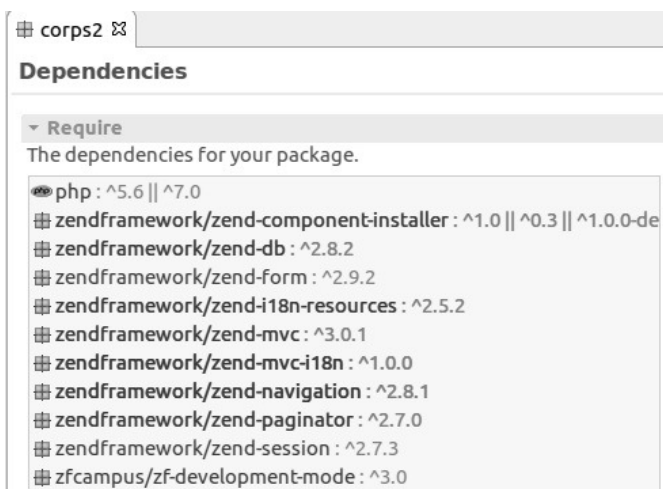 corps2
Dependencies
Require
The dependencies for your package.
php : ^5.6 || ^7.0
zendframework/zend-component-installer : ^1.0 || ^0.3 || ^1.0.0-de
zendframework/zend-db : ^2.8.2
zendframework/zend-form : ^2.9.2
zendframework/zend-i18n-resources : ^2.5.2
zendframework/zend-mvc : ^3.0.1
zendframework/zend-mvc-i18n : ^1.0.0
zendframework/zend-navigation : ^2.8.1
zendframework/zend-paginator : ^2.7.0
zendframework/zend-session : ^2.7.3
zfcampus/zf-development-mode : ^3.0